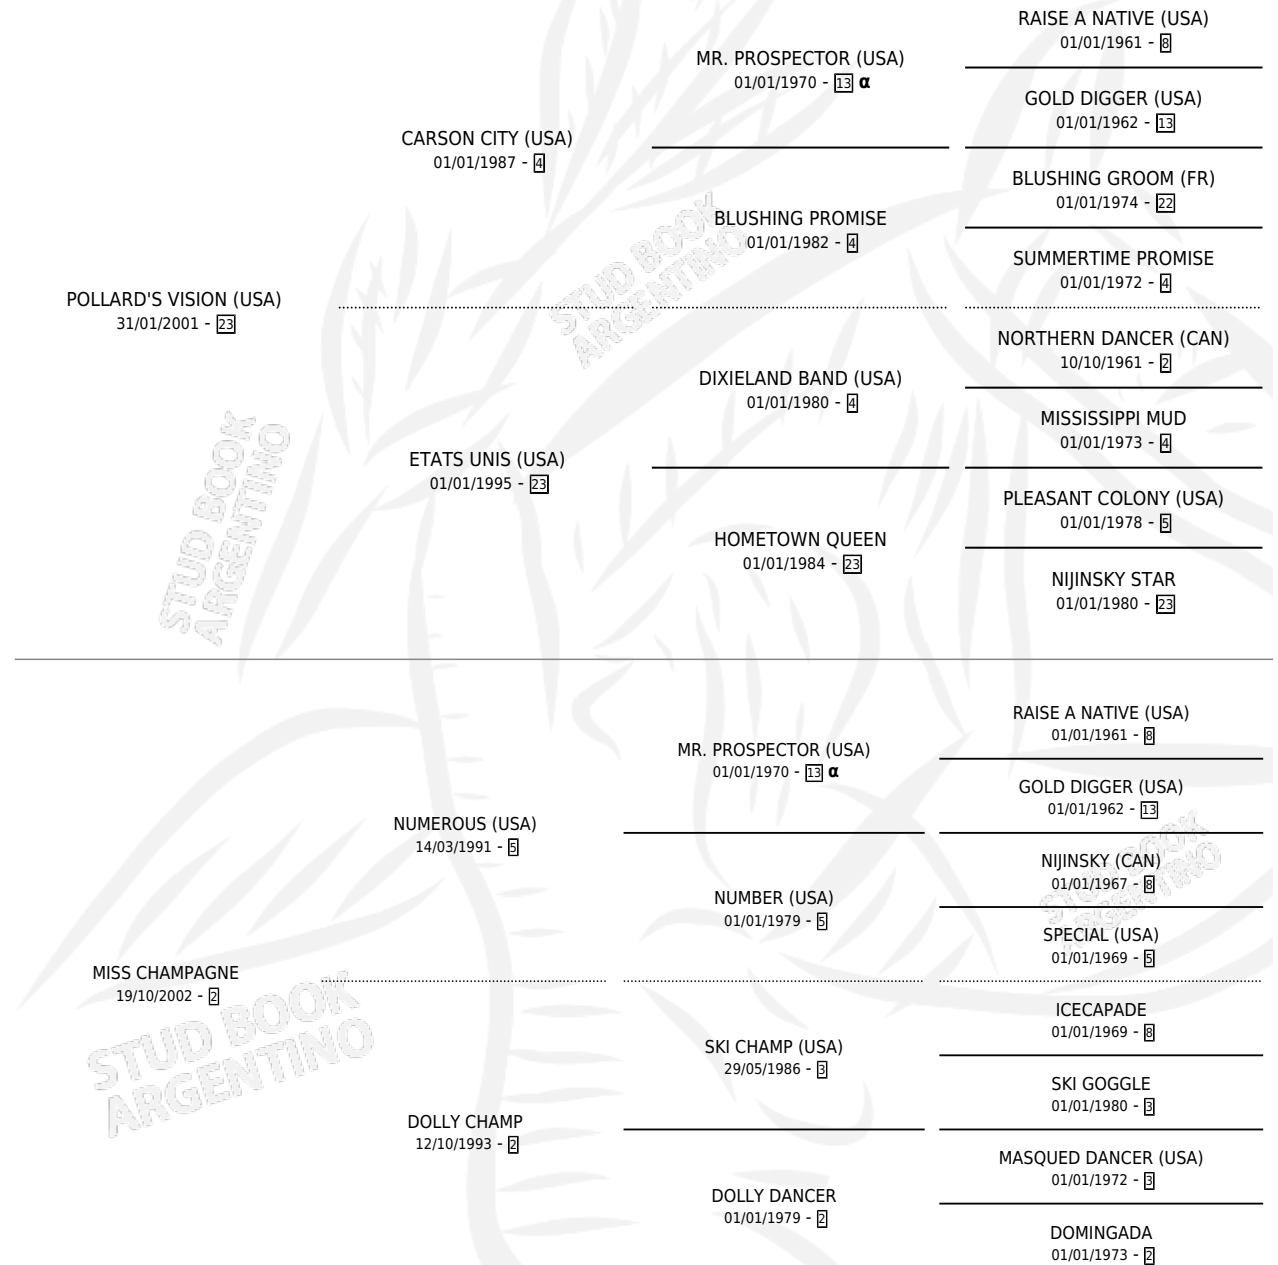 RAISE A NATIVE (USA)
01/01/1961 - 8
MR. PROSPECTOR (USA)
01/01/1970 - 13 α
GOLD DIGGER (USA)
01/01/1962 - 13
CARSON CITY (USA)
01/01/1987 - 4
BLUSHING GROOM (FR)
01/01/1974 - 22
BLUSHING PROMISE
01/01/1982 - 4
SUMMERTIME PROMISE
01/01/1972 - 4
POLLARD'S VISION (USA)
31/01/2001 - 23
STUD BOOK
ARGENTINO
NORTHERN DANCER (CAN)
10/10/1961 - 2
DIXIELAND BAND (USA)
01/01/1980 - 4
MISSISSIPPI MUD
01/01/1973 - 4
ETATS UNIS (USA)
01/01/1995 - 23
STUD BOOK
ARGENTINO
PLEASANT COLONY (USA)
01/01/1978 - 5
HOMETOWN QUEEN
01/01/1984 - 23
NIJINSKY STAR
01/01/1980 - 23
RAISE A NATIVE (USA)
01/01/1961 - 8
MR. PROSPECTOR (USA)
01/01/1970 - 13 α
GOLD DIGGER (USA)
01/01/1962 - 13
NUMEROUS (USA)
14/03/1991 - 5
NIJINSKY (CAN)
01/01/1967 - 8
STUD BOOK
ARGENTINO
NUMBER (USA)
01/01/1979 - 5
SPECIAL (USA)
01/01/1969 - 5
MISS CHAMPAGNE
19/10/2002 - 2
STUD BOOK
ARGENTINO
ICECAPADE
01/01/1969 - 8
SKI CHAMP (USA)
29/05/1986 - 3
SKI GOGGLE
01/01/1980 - 3
DOLLY CHAMP
12/10/1993 - 2
MASQUED DANCER (USA)
01/01/1972 - 3
DOLLY DANCER
01/01/1979 - 2
DOMINGADA
01/01/1973 - 2